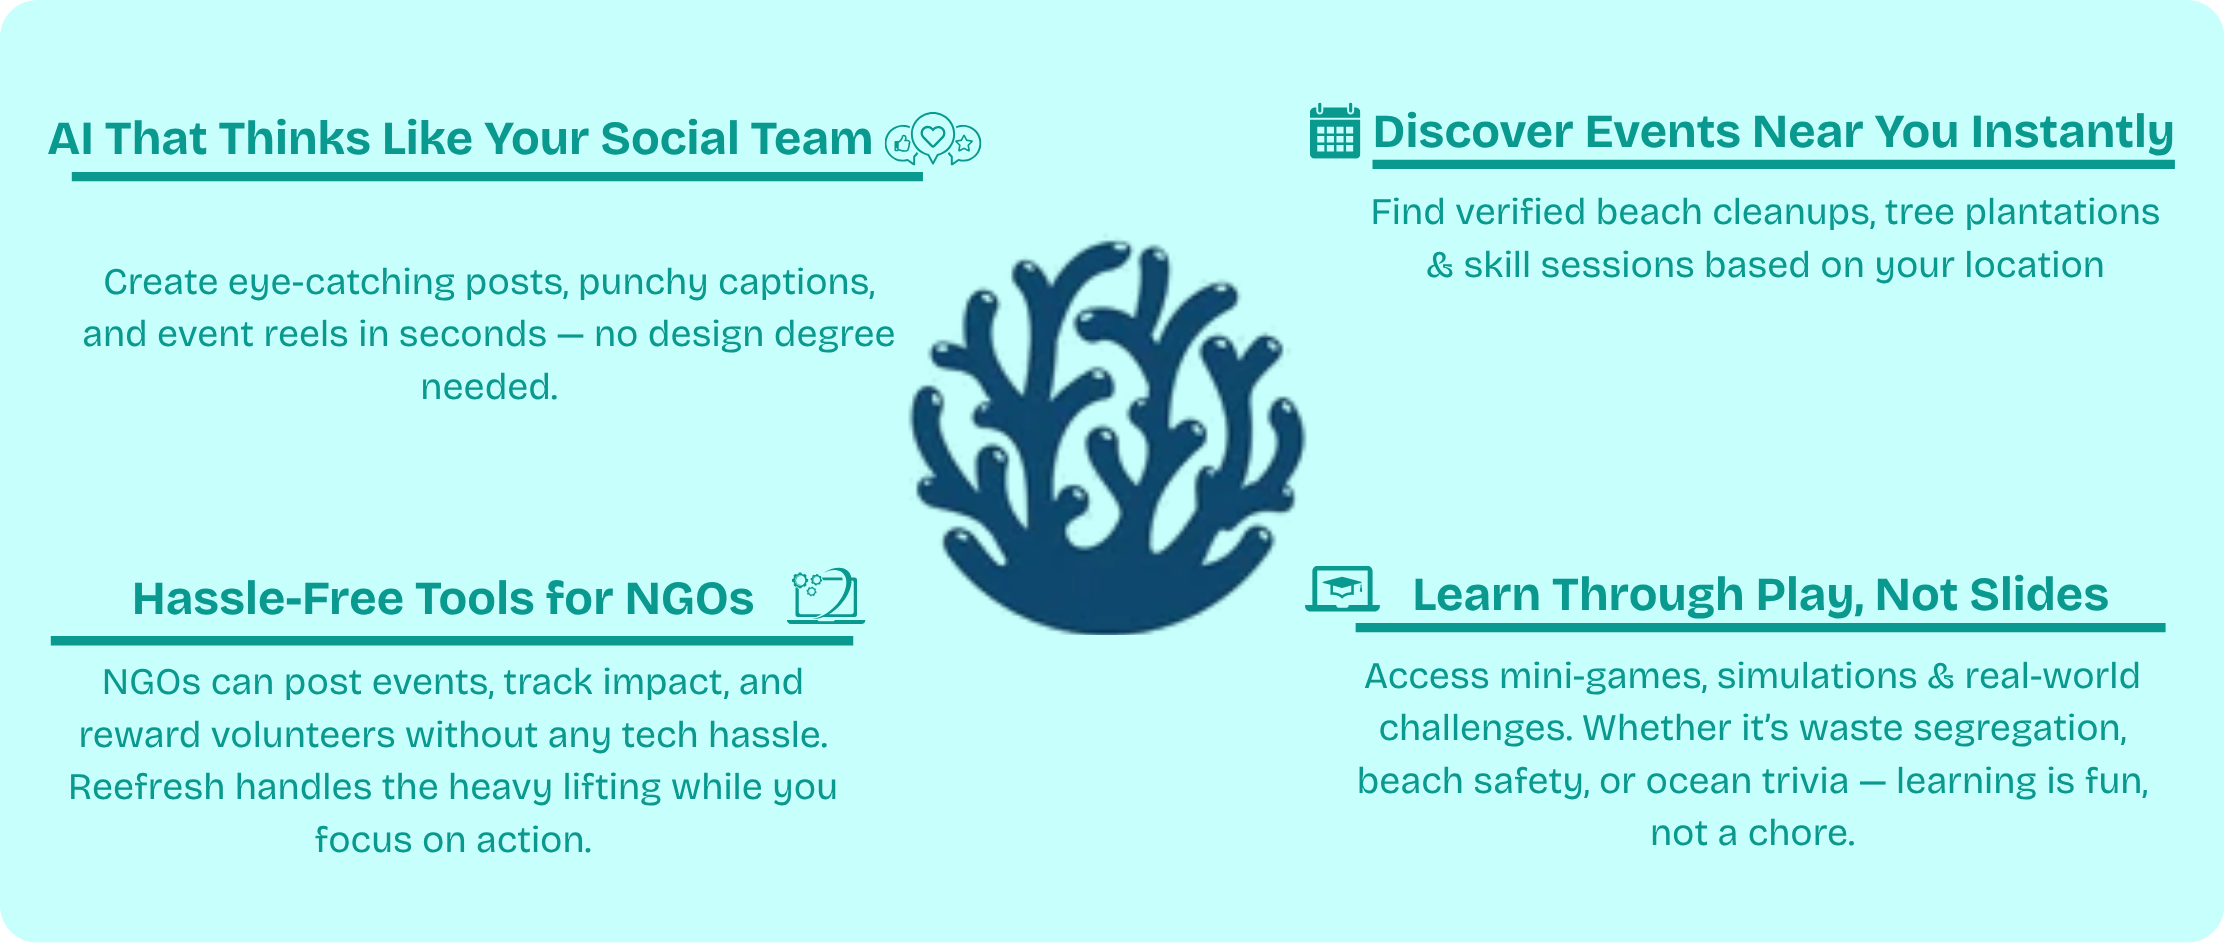 AI That Thinks Like Your Social Team
Create eye-catching posts, punchy captions,
and event reels in seconds — no design degree
needed.
Discover Events Near You Instantly
Find verified beach cleanups, tree plantations
& skill sessions based on your location
Hassle-Free Tools for NGOs
NGOs can post events, track impact, and
reward volunteers without any tech hassle.
Reefresh handles the heavy lifting while you
focus on action.
Learn Through Play, Not Slides
Access mini-games, simulations & real-world
challenges. Whether it’s waste segregation,
beach safety, or ocean trivia — learning is fun,
not a chore.